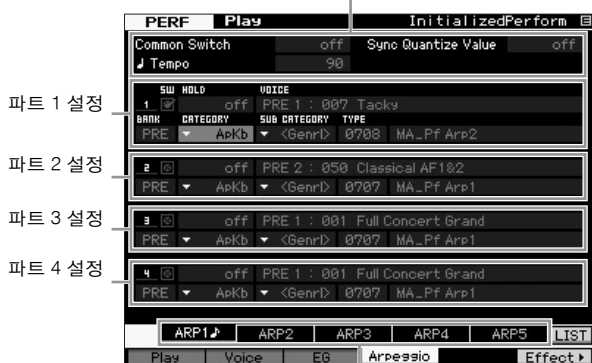 PERF Play InitializedPerform
Common Switch off Sync Quantize Value off
Tempo 90
파트 1 설정
SW HOLD VOICE
1 off PRE 1 : 007 Tacky
BANK CATEGORY SUB CATEGORY TYPE
PRE ApKb <Genrl> 0708 MA_Pf Arp2
파트 2 설정
2 off PRE 2 : 050 Classical AF1&2
PRE ApKb <Genrl> 0707 MA_Pf Arp1
파트 3 설정
3 off PRE 1 : 001 Full Concert Grand
PRE ApKb <Genrl> 0707 MA_Pf Arp1
파트 4 설정
4 off PRE 1 : 001 Full Concert Grand
PRE ApKb <Genrl> 0707 MA_Pf Arp1
ARP1♪ ARP2 ARP3 ARP4 ARP5 LIST
Play Voice EG Arpeggio Effect